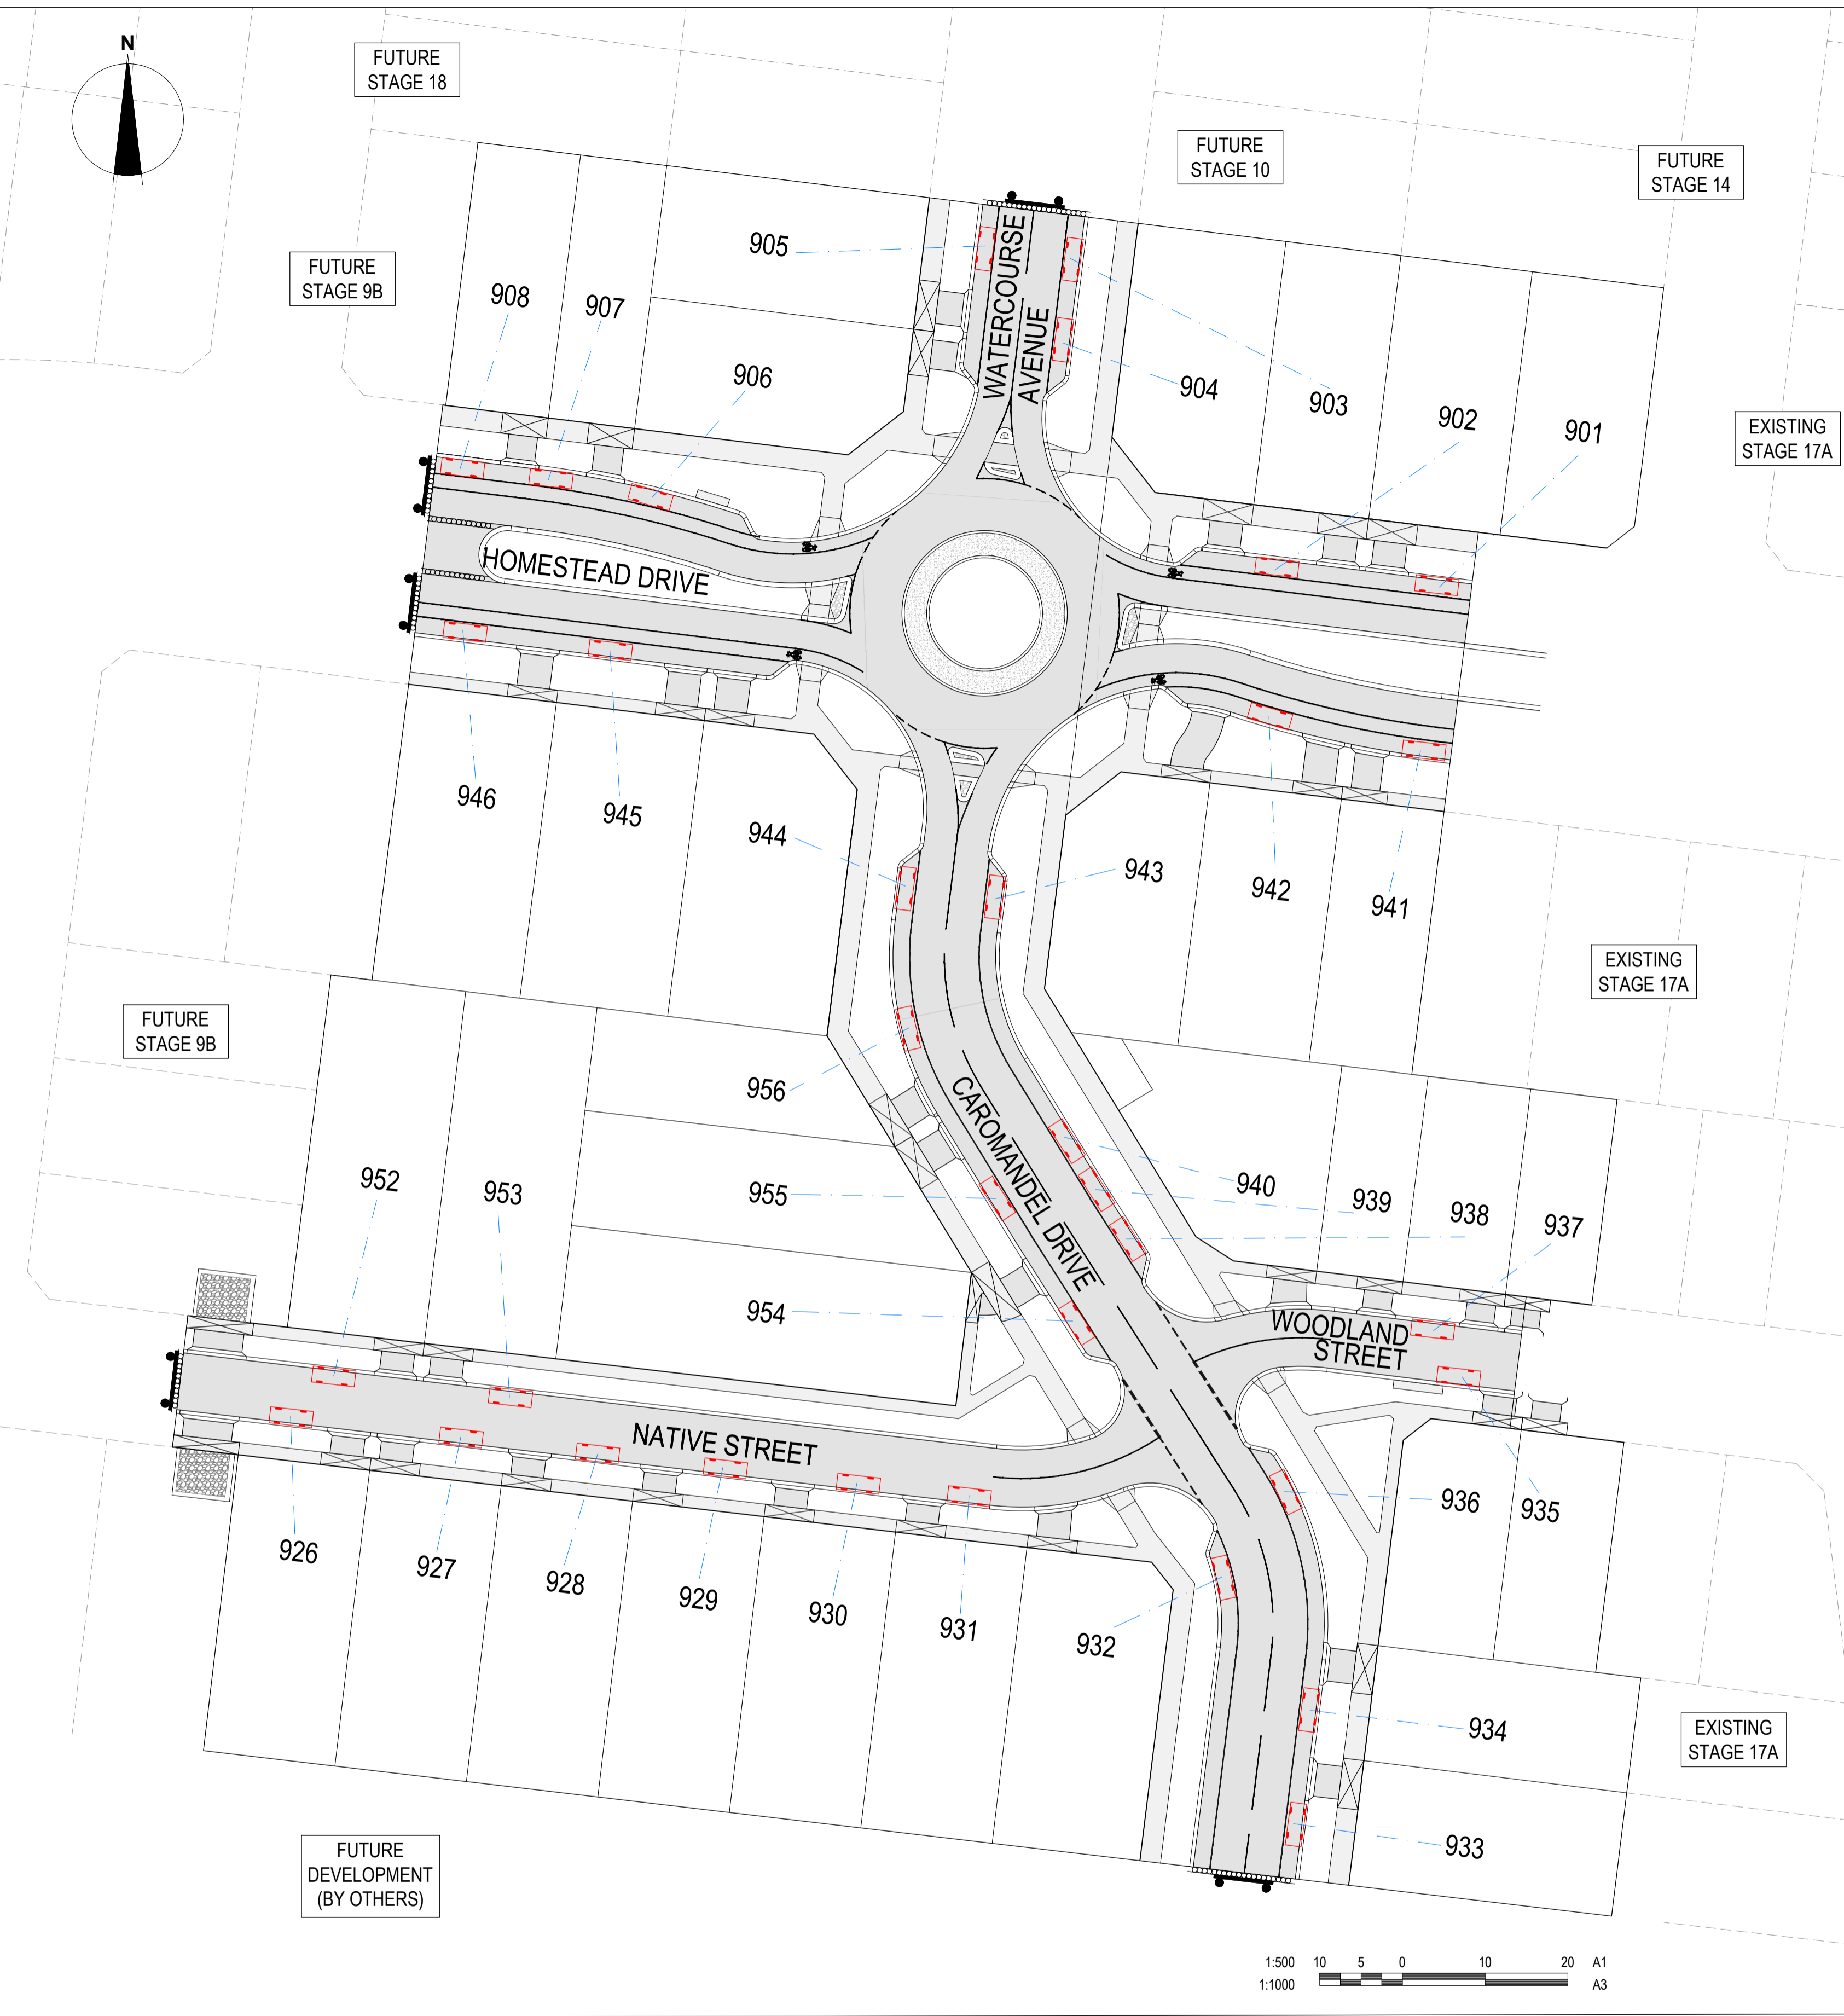 N
FUTURE
STAGE 18
FUTURE
STAGE 10
FUTURE
STAGE 14
FUTURE
STAGE 9B
905
908
907
906
WATERCOURSE
AVENUE
904
903
902
901
EXISTING
STAGE 17A
HOMESTEAD DRIVE
946
945
944
943
942
941
EXISTING
STAGE 17A
FUTURE
STAGE 9B
956
952
953
955
954
CAROMANDEL DRIVE
940
939
938
937
WOODLAND
STREET
NATIVE STREET
926
927
928
929
930
931
932
936
935
934
933
EXISTING
STAGE 17A
FUTURE
DEVELOPMENT
(BY OTHERS)
1:500 10 5 0 10 20 A1
1:1000 A3